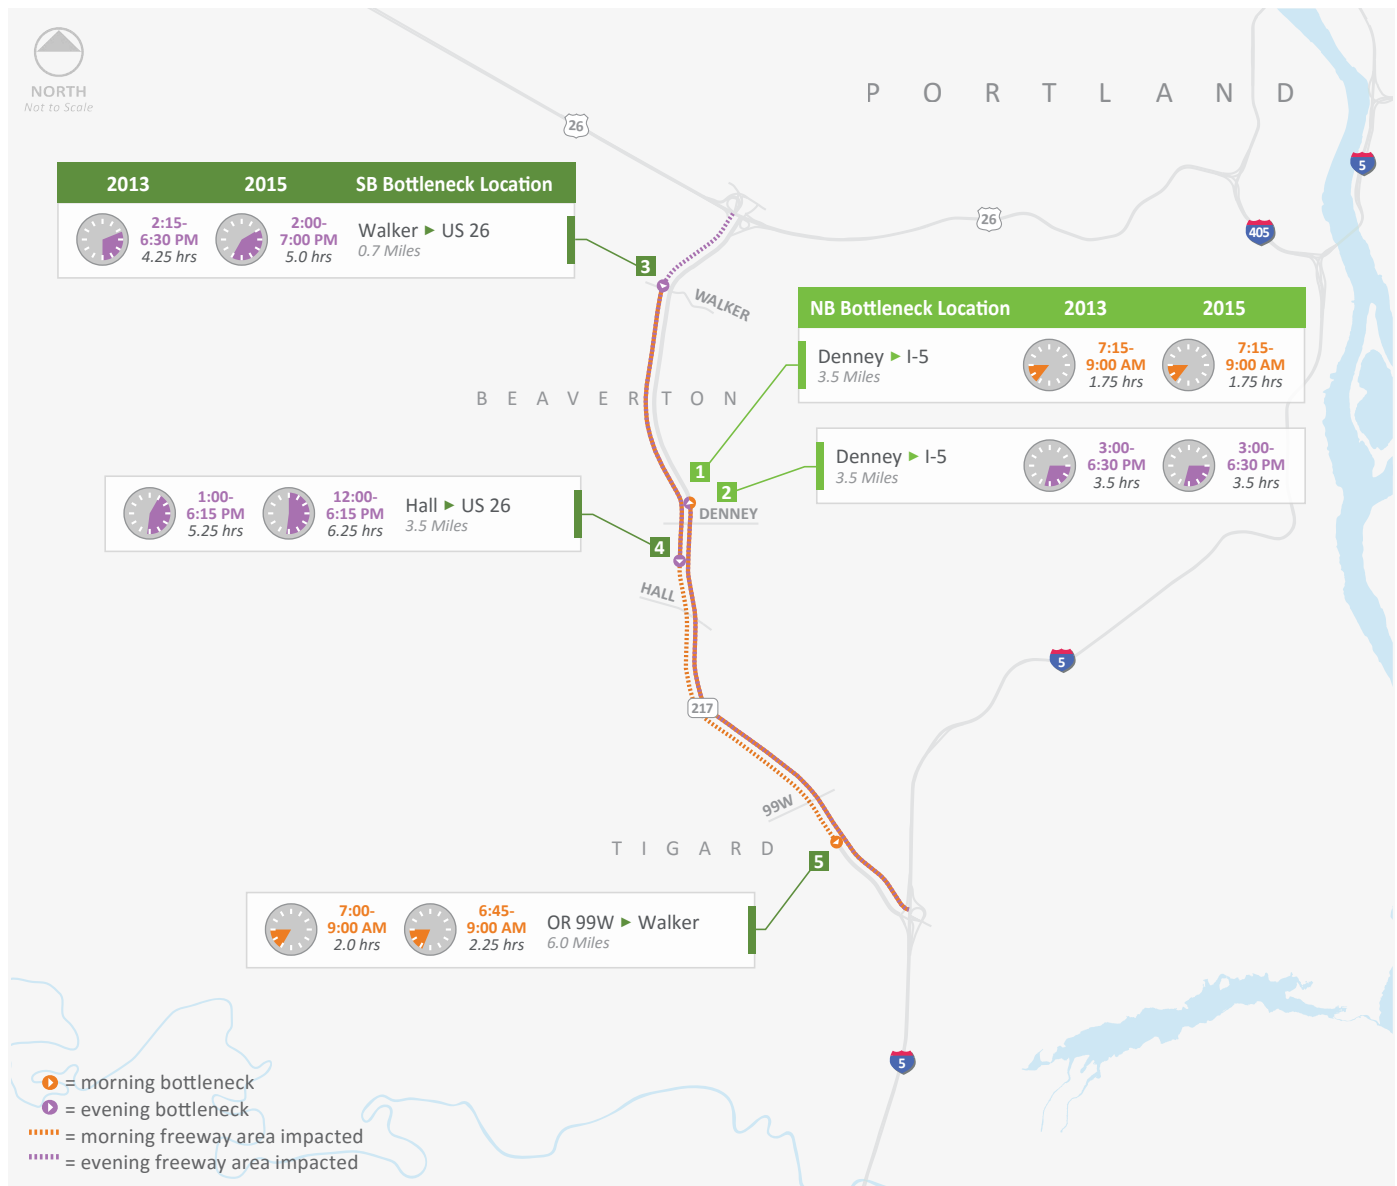 NORTH
Not to Scale
PORTLAND
26
5
2013 2015 SB Bottleneck Location
2:15-
6:30 PM
4.25 hrs
2:00-
7:00 PM
5.0 hrs
Walker ► US 26
0.7 Miles
26
405
3
WALKER
NB Bottleneck Location 2013 2015
Denney ► I-5
3.5 Miles
7:15-
9:00 AM
1.75 hrs
7:15-
9:00 AM
1.75 hrs
BEAVERTON
Denney ► I-5
3.5 Miles
3:00-
6:30 PM
3.5 hrs
3:00-
6:30 PM
3.5 hrs
1
2
DENNEY
1:00-
6:15 PM
5.25 hrs
12:00-
6:15 PM
6.25 hrs
Hall ► US 26
3.5 Miles
4
HALL
5
217
99W
TIGARD
5
7:00-
9:00 AM
2.0 hrs
6:45-
9:00 AM
2.25 hrs
OR 99W ► Walker
6.0 Miles
5
= morning bottleneck
= evening bottleneck
= morning freeway area impacted
= evening freeway area impacted